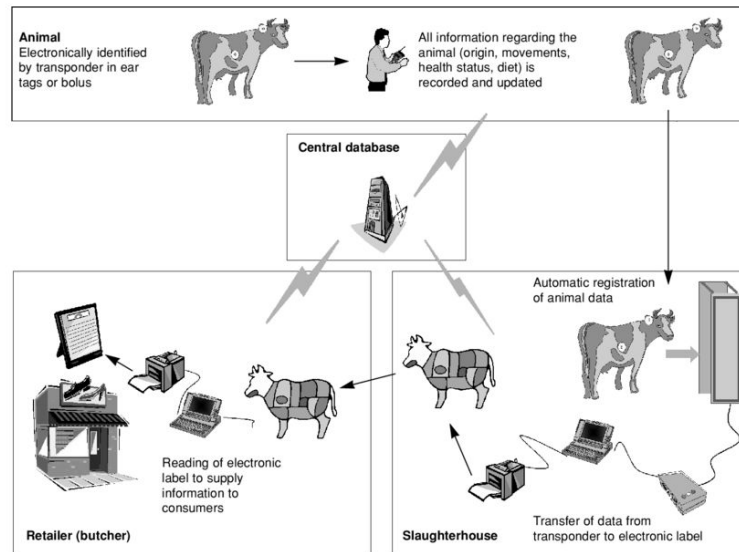 Animal
Electronically identified
by transponder in ear
tags or bolus
All information regarding the
animal (origin, movements,
health status, diet) is
recorded and updated
Central database
Automatic registration
of animal data
Reading of electronic
label to supply
information to
consumers
Retailer (butcher)
Transfer of data from
transponder to electronic label
Slaughterhouse